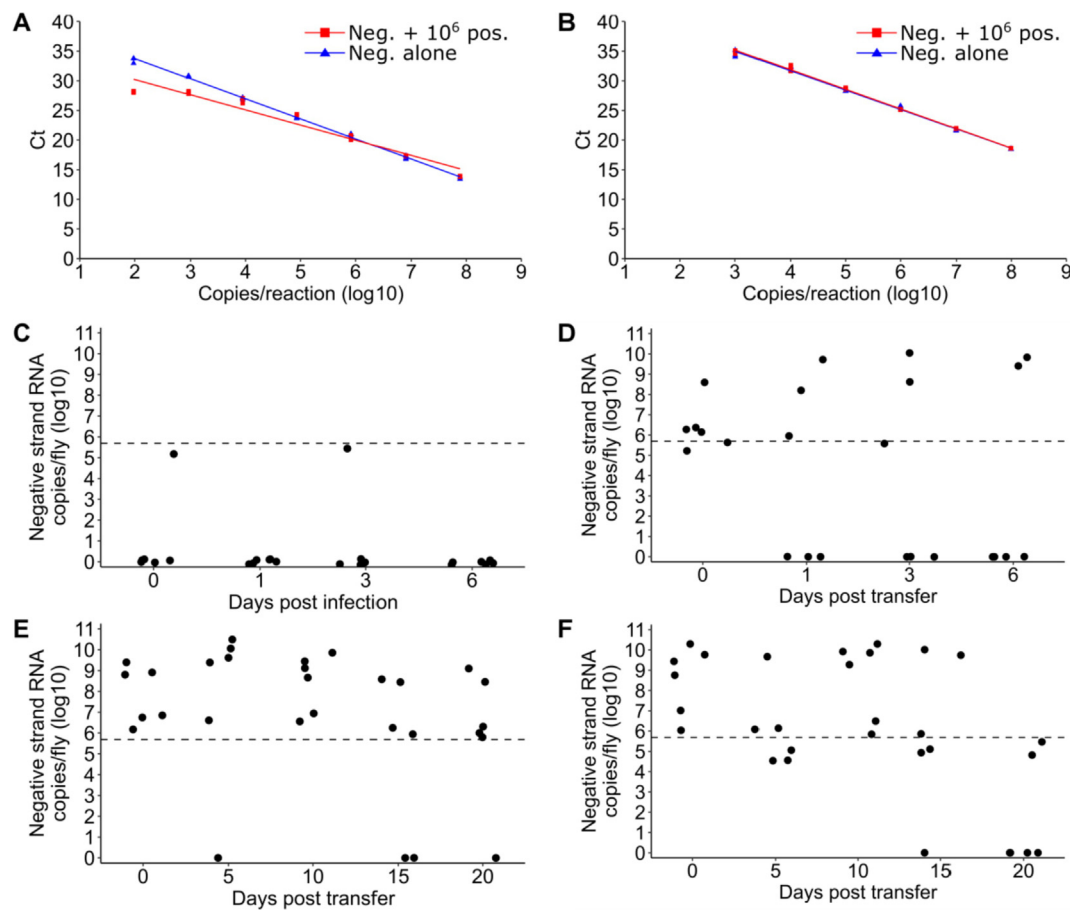 A
Neg. + 10⁶ pos.
Neg. alone
40
35
30
25
20
15
10
5
0
Ct
1 2 3 4 5 6 7 8 9
Copies/reaction (log10)
B
Neg. + 10⁶ pos.
Neg. alone
40
35
30
25
20
15
10
5
0
Ct
1 2 3 4 5 6 7 8 9
Copies/reaction (log10)
C
11
10
9
8
7
6
5
4
3
2
1
0
Negative strand RNA
copies/fly (log10)
0 1 3 6
Days post infection
D
11
10
9
8
7
6
5
4
3
2
1
0
Negative strand RNA
copies/fly (log10)
0 1 3 6
Days post transfer
E
11
10
9
8
7
6
5
4
3
2
1
0
Negative strand RNA
copies/fly (log10)
0 5 10 15 20
Days post transfer
F
11
10
9
8
7
6
5
4
3
2
1
0
Negative strand RNA
copies/fly (log10)
0 5 10 15 20
Days post transfer